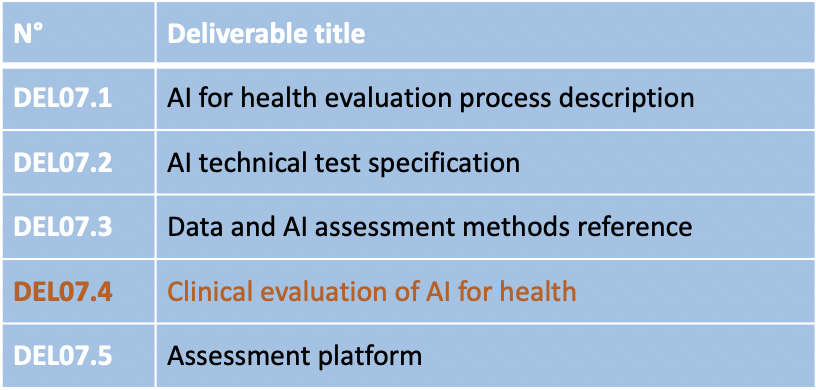 N° Deliverable title
DEL07.1 AI for health evaluation process description
DEL07.2 AI technical test specification
DEL07.3 Data and AI assessment methods reference
DEL07.4 Clinical evaluation of AI for health
DEL07.5 Assessment platform